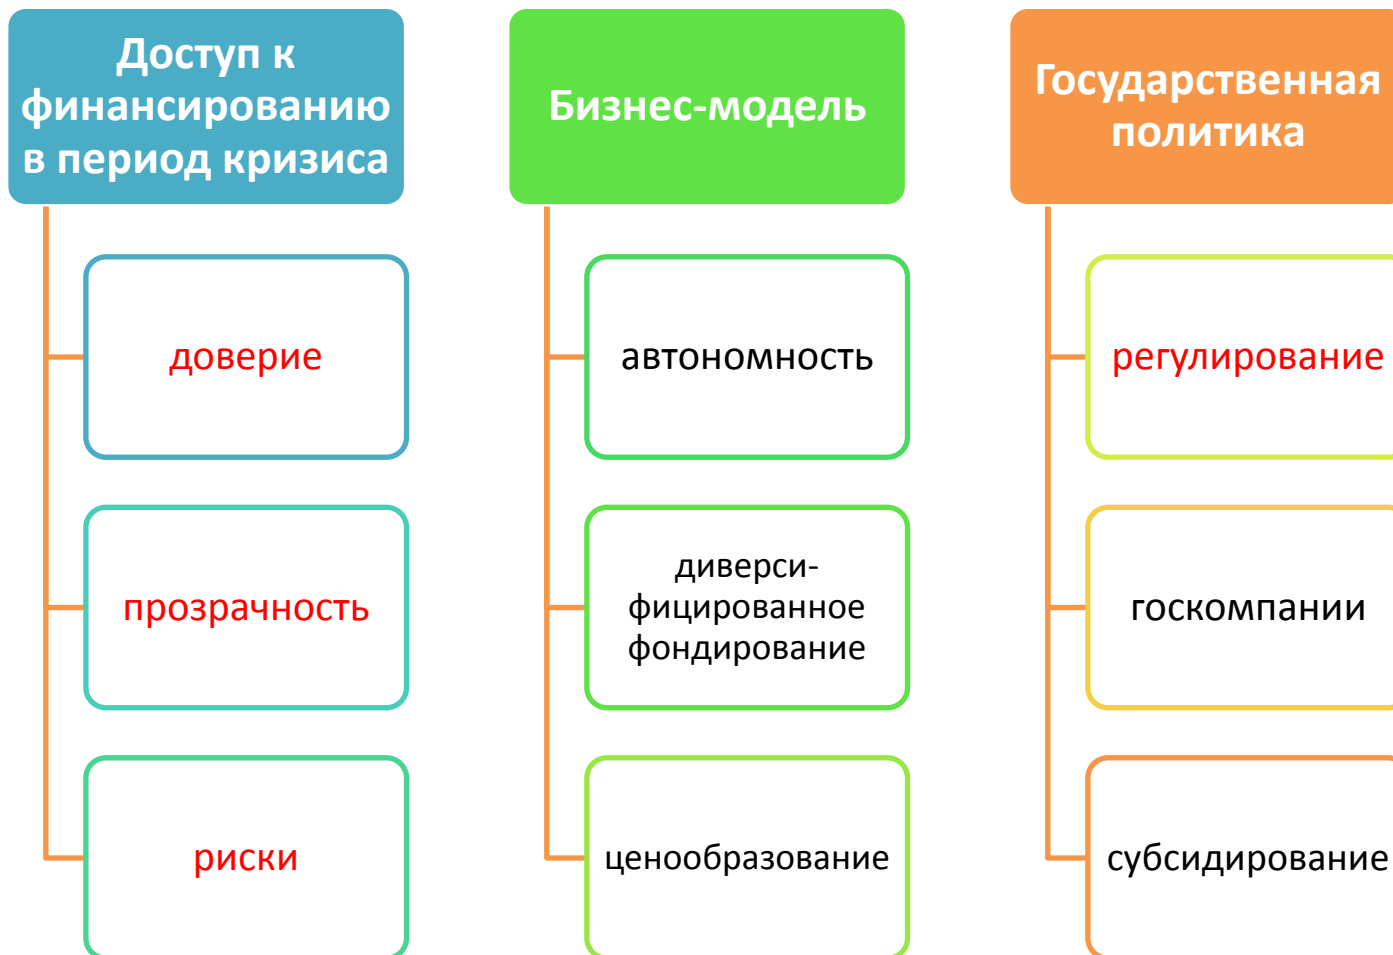 Доступ к
финансированию
в период кризиса
доверие
прозрачность
риски
Бизнес-модель
автономность
диверси-
фицированное
фондирование
ценообразование
Государственная
политика
регулирование
госкомпании
субсидирование